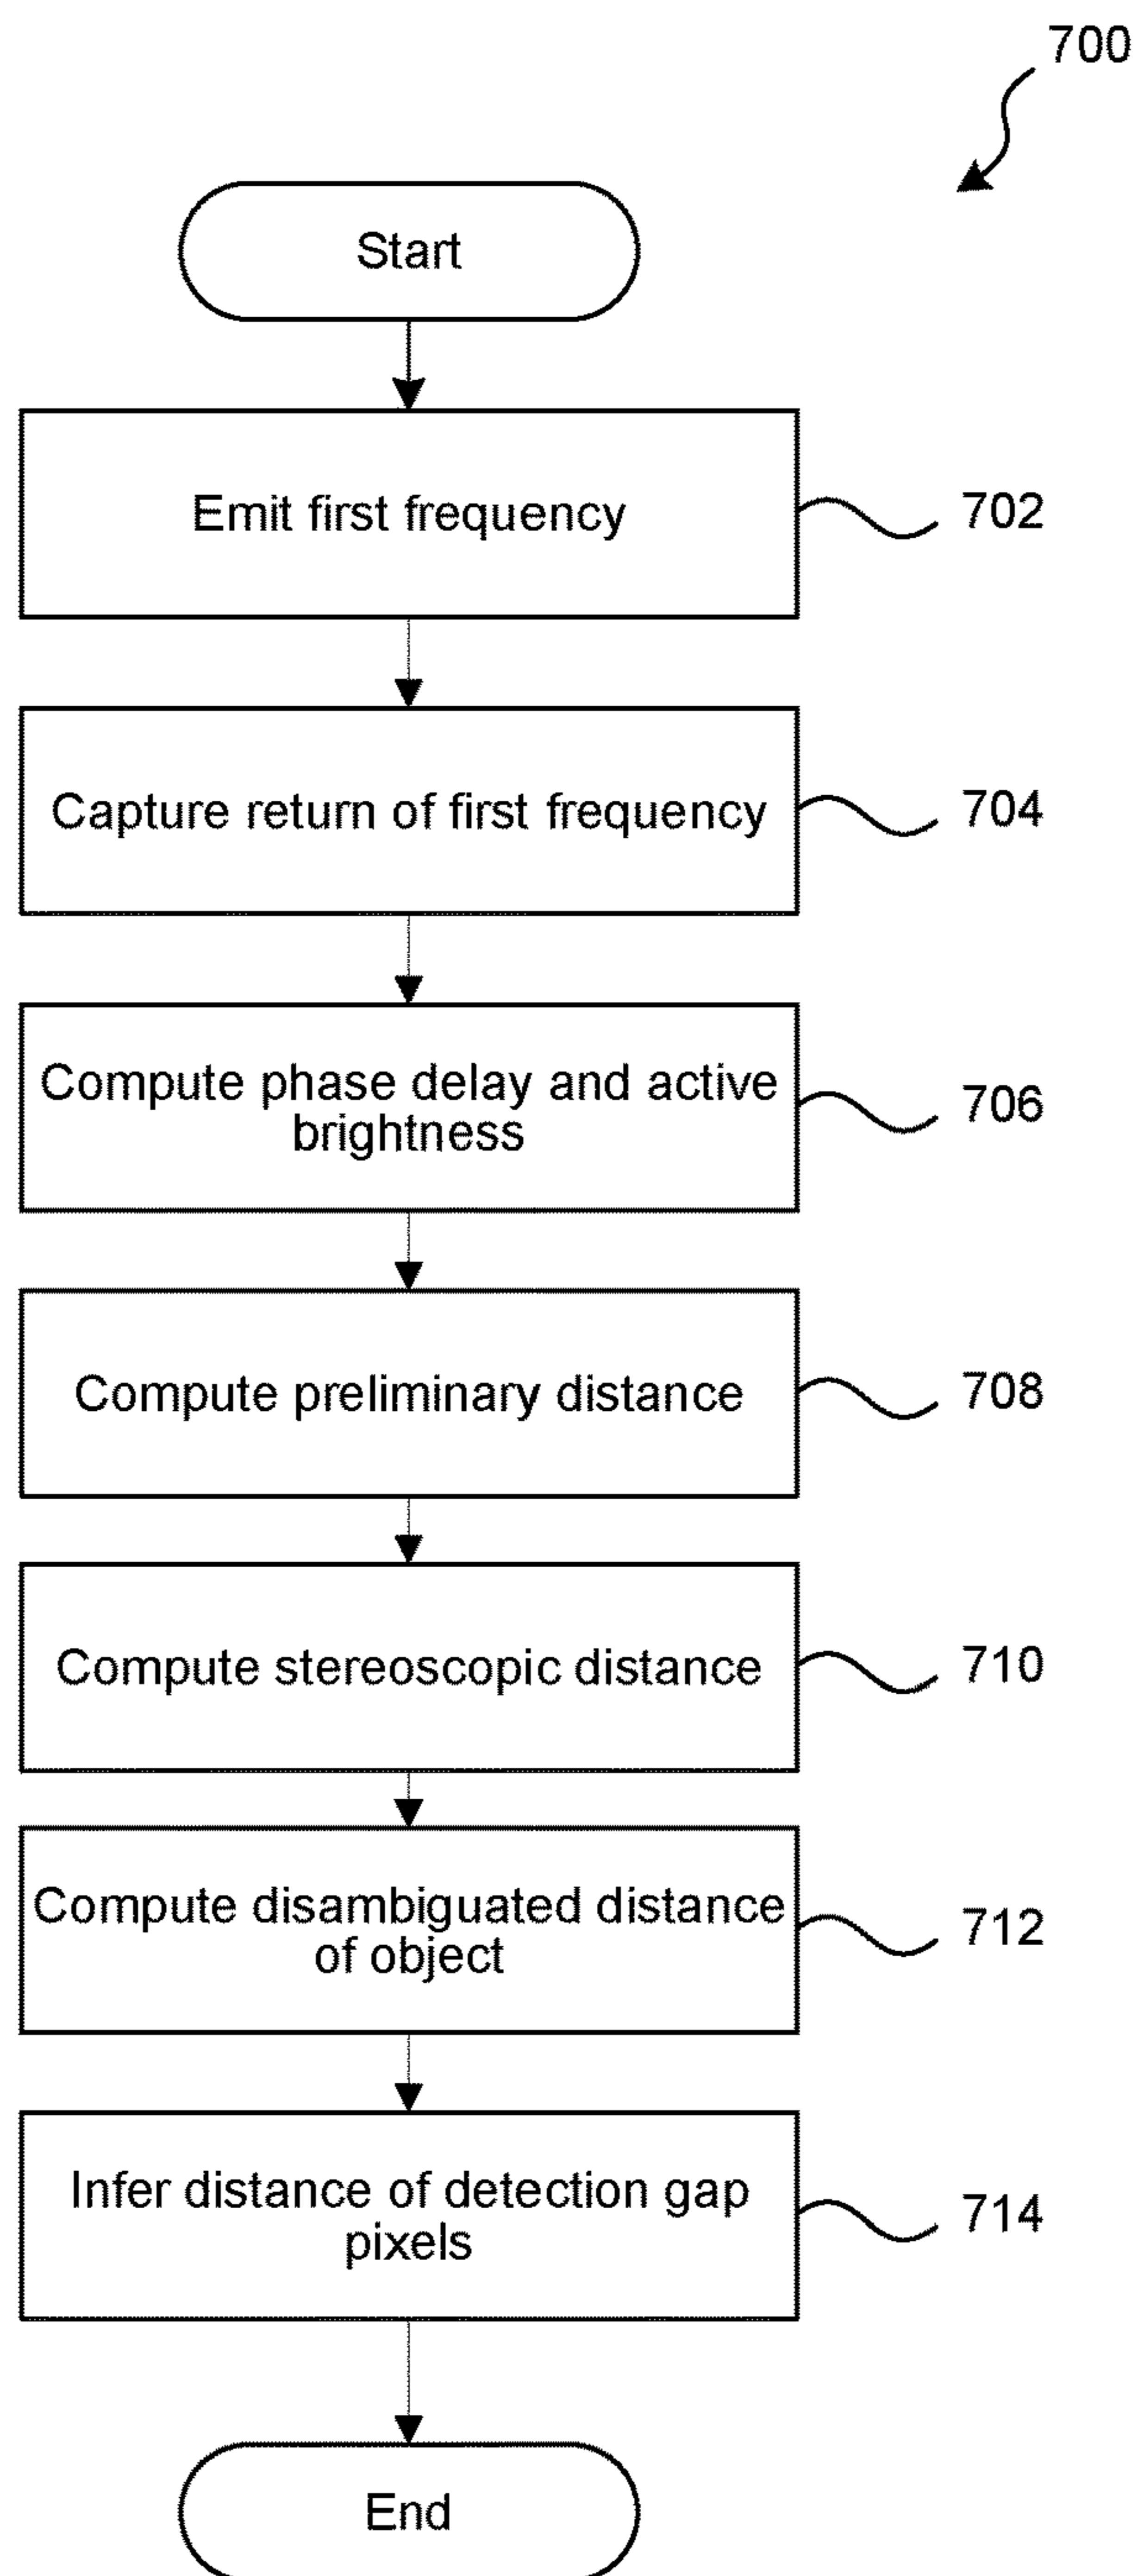 700
Start
Emit first frequency
702
Capture return of first frequency
704
Compute phase delay and active
brightness
706
Compute preliminary distance
708
Compute stereoscopic distance
710
Compute disambiguated distance
of object
712
Infer distance of detection gap
pixels
714
End